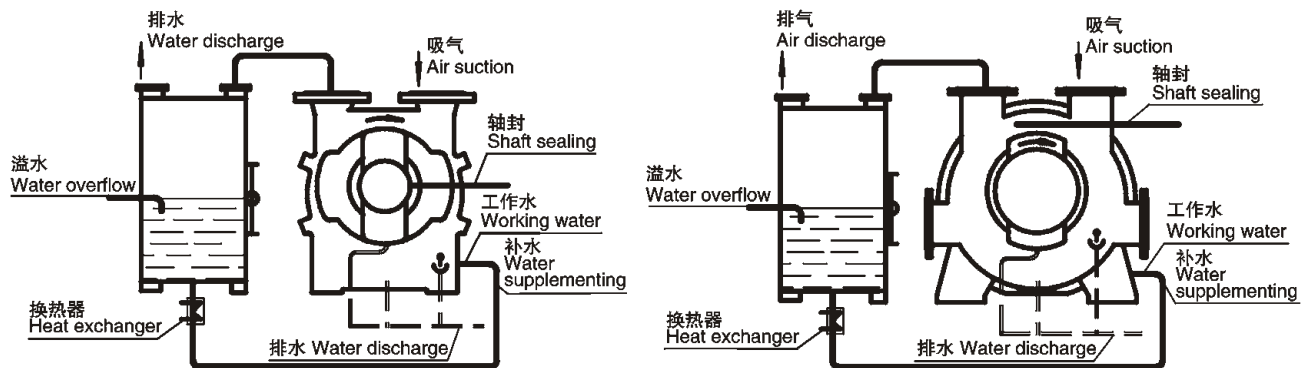 排水
Water discharge
吸气
Air suction
轴封
Shaft sealing
溢水
Water overflow
工作水
Working water
补水
Water
supplementing
换热器
Heat exchanger
排水 Water discharge
排气
Air discharge
吸气
Air suction
轴封
Shaft sealing
溢水
Water overflow
工作水
Working water
补水
Water
supplementing
换热器
Heat exchanger
排水 Water discharge